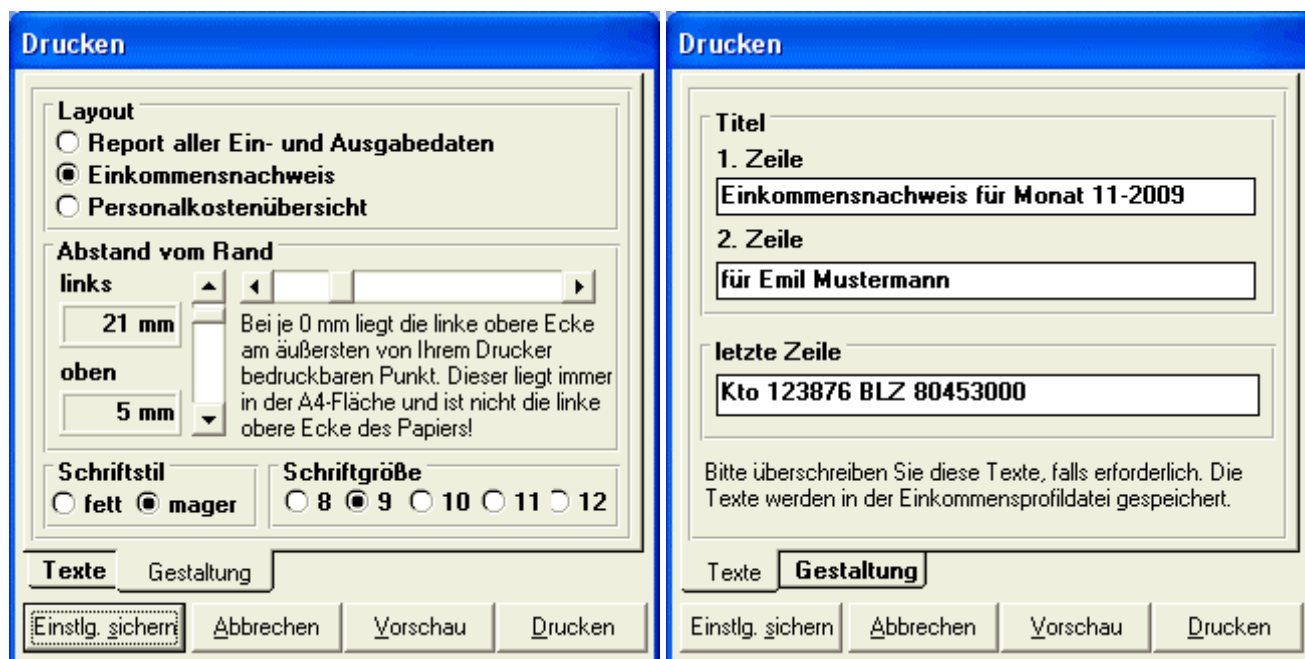 Drucken
Layout
Report aller Ein- und Ausgabedaten
Einkommensnachweis
Personalkostenübersicht
Abstand vom Rand
links
21 mm
oben
5 mm
Bei je 0 mm liegt die linke obere Ecke
am äußersten von Ihrem Drucker
bedruckbaren Punkt. Dieser liegt immer
in der A4-Fläche und ist nicht die linke
obere Ecke des Papiers!
Schriftstil
fett mager
Schriftgröße
8 9 10 11 12
Texte Gestaltung
Einstlg. sichern Abbrechen Vorschau Drucken
Drucken
Titel
1. Zeile
Einkommensnachweis für Monat 11-2009
2. Zeile
für Emil Mustermann
letzte Zeile
Kto 123876 BLZ 80453000
Bitte überschreiben Sie diese Texte, falls erforderlich. Die
Texte werden in der Einkommensprofildatei gespeichert.
Texte Gestaltung
Einstlg. sichern Abbrechen Vorschau Drucken